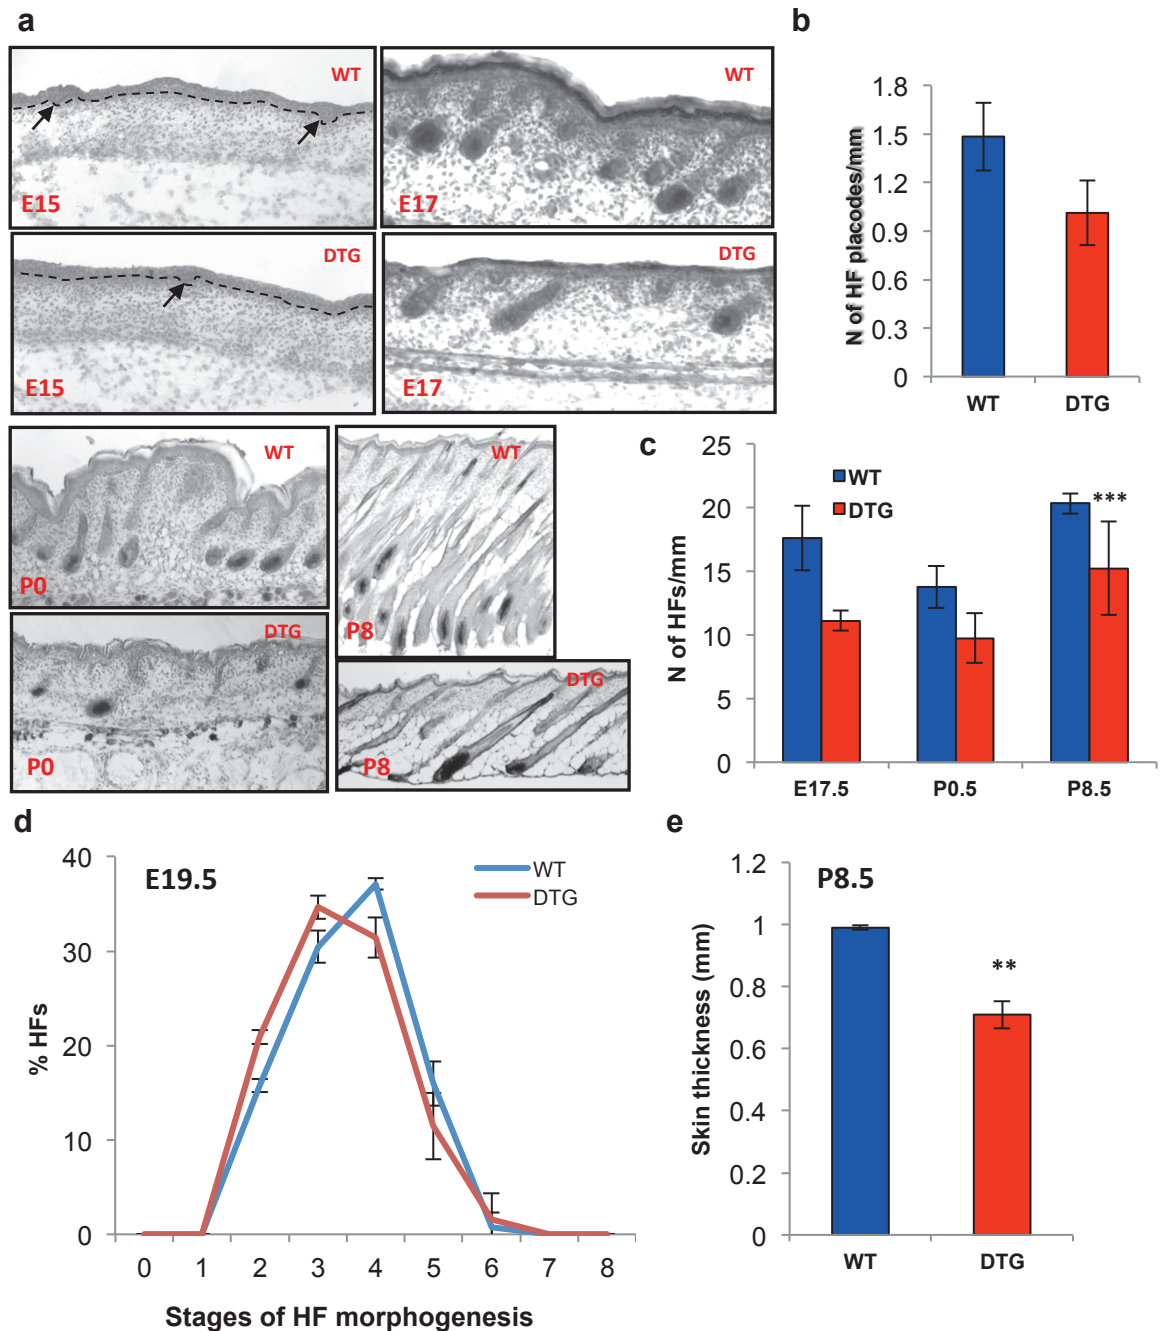 a
WT
E15
WT
E17
DTG
E15
DTG
E17
WT
P0
WT
P8
DTG
P0
DTG
P8
b
N of HF placodes/mm
1.8
1.5
1.2
0.9
0.6
0.3
0
WT
DTG
c
N of HFs/mm
25
20
15
10
5
0
WT
DTG
***
E17.5
P0.5
P8.5
d
E19.5
WT
DTG
% HFs
40
30
20
10
0
0 1 2 3 4 5 6 7 8
Stages of HF morphogenesis
e
P8.5
Skin thickness (mm)
1.2
1
0.8
0.6
0.4
0.2
0
**
WT
DTG